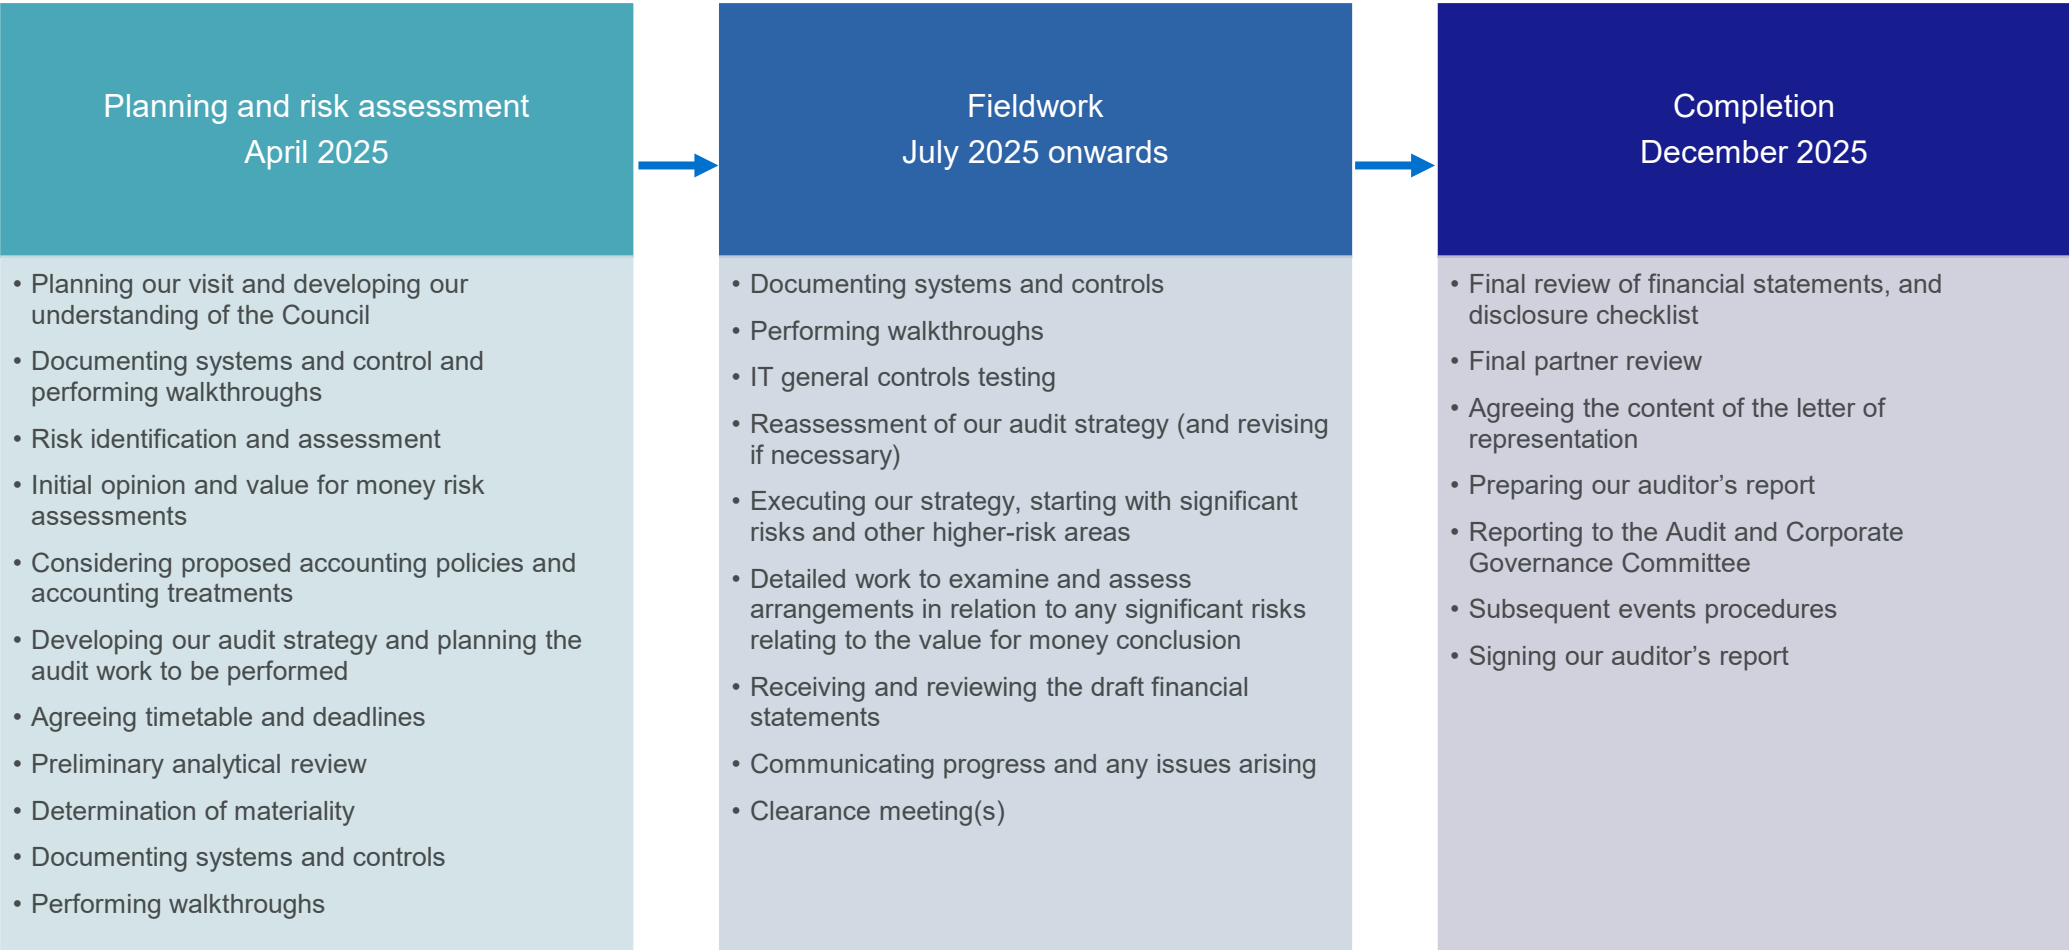 Planning and risk assessment
April 2025
• Planning our visit and developing our
understanding of the Council
• Documenting systems and control and
performing walkthroughs
• Risk identification and assessment
• Initial opinion and value for money risk
assessments
• Considering proposed accounting policies and
accounting treatments
• Developing our audit strategy and planning the
audit work to be performed
• Agreeing timetable and deadlines
• Preliminary analytical review
• Determination of materiality
• Documenting systems and controls
• Performing walkthroughs
Fieldwork
July 2025 onwards
• Documenting systems and controls
• Performing walkthroughs
• IT general controls testing
• Reassessment of our audit strategy (and revising
if necessary)
• Executing our strategy, starting with significant
risks and other higher-risk areas
• Detailed work to examine and assess
arrangements in relation to any significant risks
relating to the value for money conclusion
• Receiving and reviewing the draft financial
statements
• Communicating progress and any issues arising
• Clearance meeting(s)
Completion
December 2025
• Final review of financial statements, and
disclosure checklist
• Final partner review
• Agreeing the content of the letter of
representation
• Preparing our auditor’s report
• Reporting to the Audit and Corporate
Governance Committee
• Subsequent events procedures
• Signing our auditor’s report